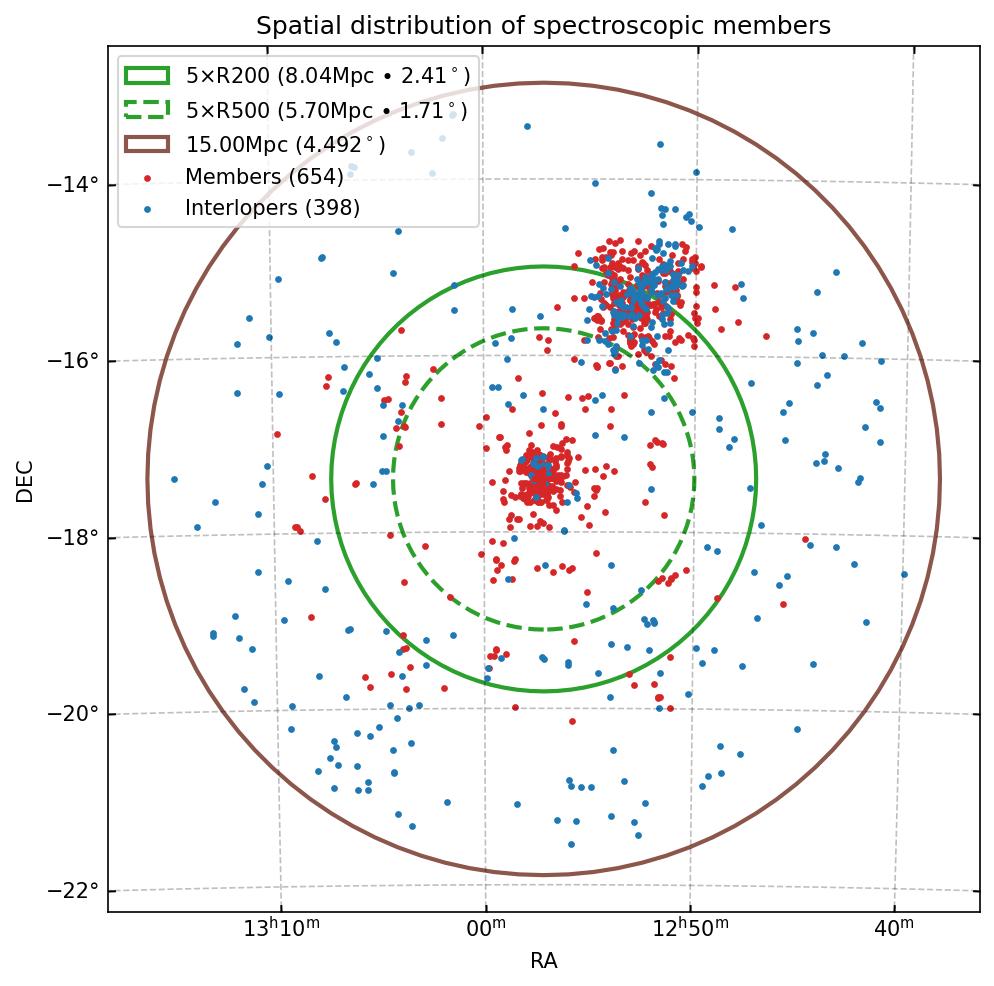 Spatial distribution of spectroscopic members
5×R200 (8.04Mpc • 2.41°)
5×R500 (5.70Mpc • 1.71°)
15.00Mpc (4.492°)
Members (654)
Interlopers (398)
−14°
−16°
−18°
−20°
−22°
DEC
13ʰ10ᵐ
00ᵐ
12ʰ50ᵐ
40ᵐ
RA